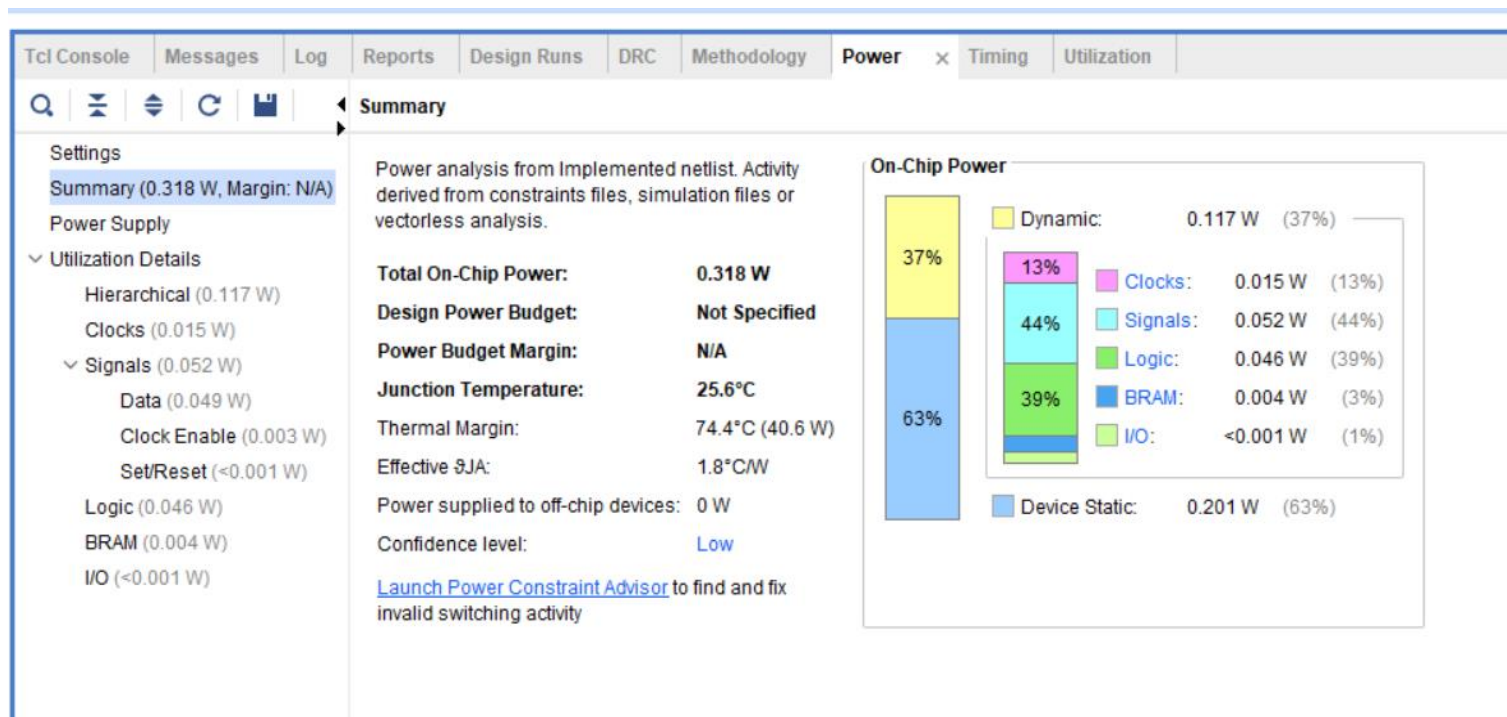 Tcl Console Messages Log Reports Design Runs DRC Methodology Power × Timing Utilization
Summary
Settings
Summary (0.318 W, Margin: N/A)
Power Supply
Utilization Details
Hierarchical (0.117 W)
Clocks (0.015 W)
Signals (0.052 W)
Data (0.049 W)
Clock Enable (0.003 W)
Set/Reset (<0.001 W)
Logic (0.046 W)
BRAM (0.004 W)
I/O (<0.001 W)
Power analysis from Implemented netlist. Activity
derived from constraints files, simulation files or
vectorless analysis.
Total On-Chip Power: 0.318 W
Design Power Budget: Not Specified
Power Budget Margin: N/A
Junction Temperature: 25.6°C
Thermal Margin: 74.4°C (40.6 W)
Effective ϑJA: 1.8°C/W
Power supplied to off-chip devices: 0 W
Confidence level: Low
Launch Power Constraint Advisor to find and fix
invalid switching activity
On-Chip Power
37%
63%
Dynamic: 0.117 W (37%)
13%
44%
39%
Clocks: 0.015 W (13%)
Signals: 0.052 W (44%)
Logic: 0.046 W (39%)
BRAM: 0.004 W (3%)
I/O: <0.001 W (1%)
Device Static: 0.201 W (63%)